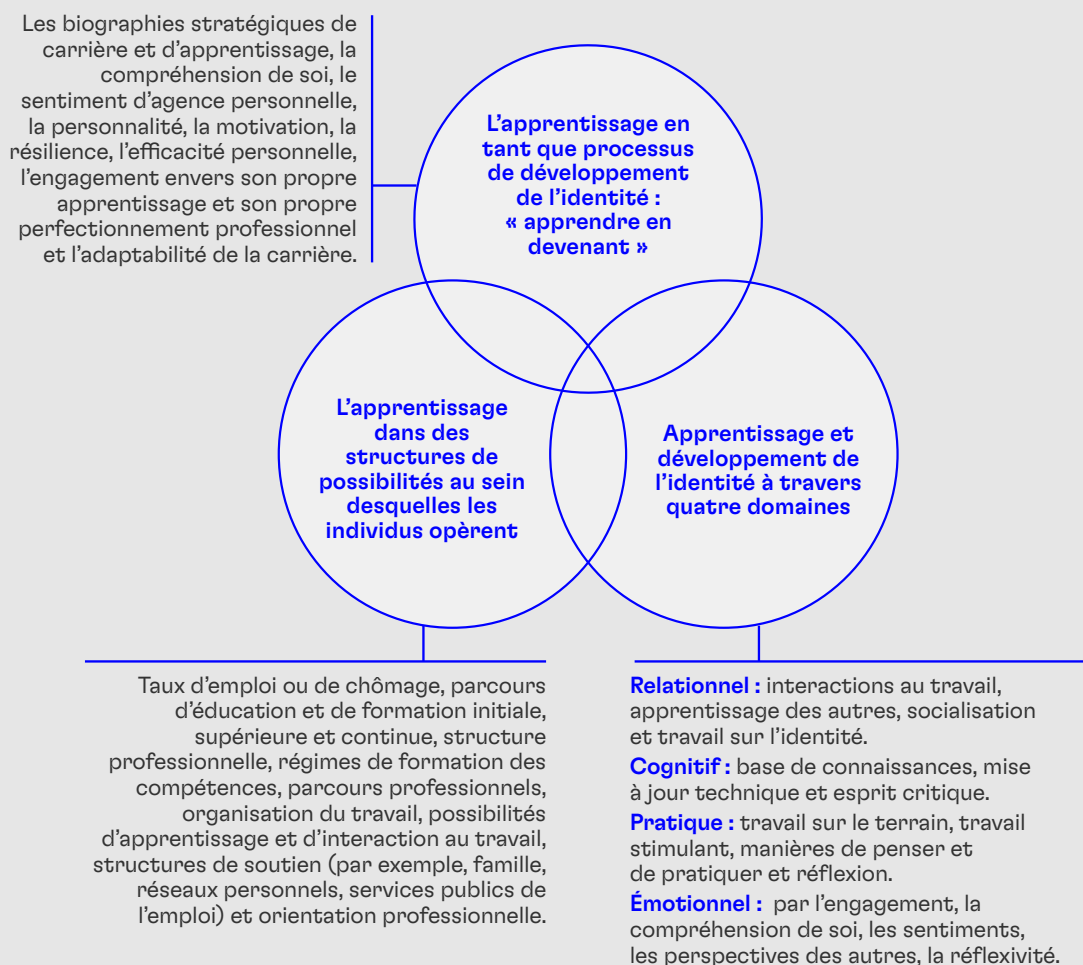 Les biographies stratégiques de
carrière et d’apprentissage, la
compréhension de soi, le
sentiment d’agence personnelle,
la personnalité, la motivation, la
résilience, l’efficacité personnelle,
l’engagement envers son propre
apprentissage et son propre
perfectionnement professionnel
et l’adaptabilité de la carrière.
L’apprentissage en
tant que processus
de développement
de l’identité :
« apprendre en
devenant »
L’apprentissage
dans des
structures de
possibilités au sein
desquelles les
individus opèrent
Apprentissage et
développement de
l’identité à travers
quatre domaines
Taux d’emploi ou de chômage, parcours
d’éducation et de formation initiale,
supérieure et continue, structure
professionnelle, régimes de formation des
compétences, parcours professionnels,
organisation du travail, possibilités
d’apprentissage et d’interaction au travail,
structures de soutien (par exemple, famille,
réseaux personnels, services publics de
l’emploi) et orientation professionnelle.
Relationnel : interactions au travail,
apprentissage des autres, socialisation
et travail sur l’identité.
Cognitif : base de connaissances, mise
à jour technique et esprit critique.
Pratique : travail sur le terrain, travail
stimulant, manières de penser et
de pratiquer et réflexion.
Émotionnel : par l’engagement, la
compréhension de soi, les sentiments,
les perspectives des autres, la réflexivité.